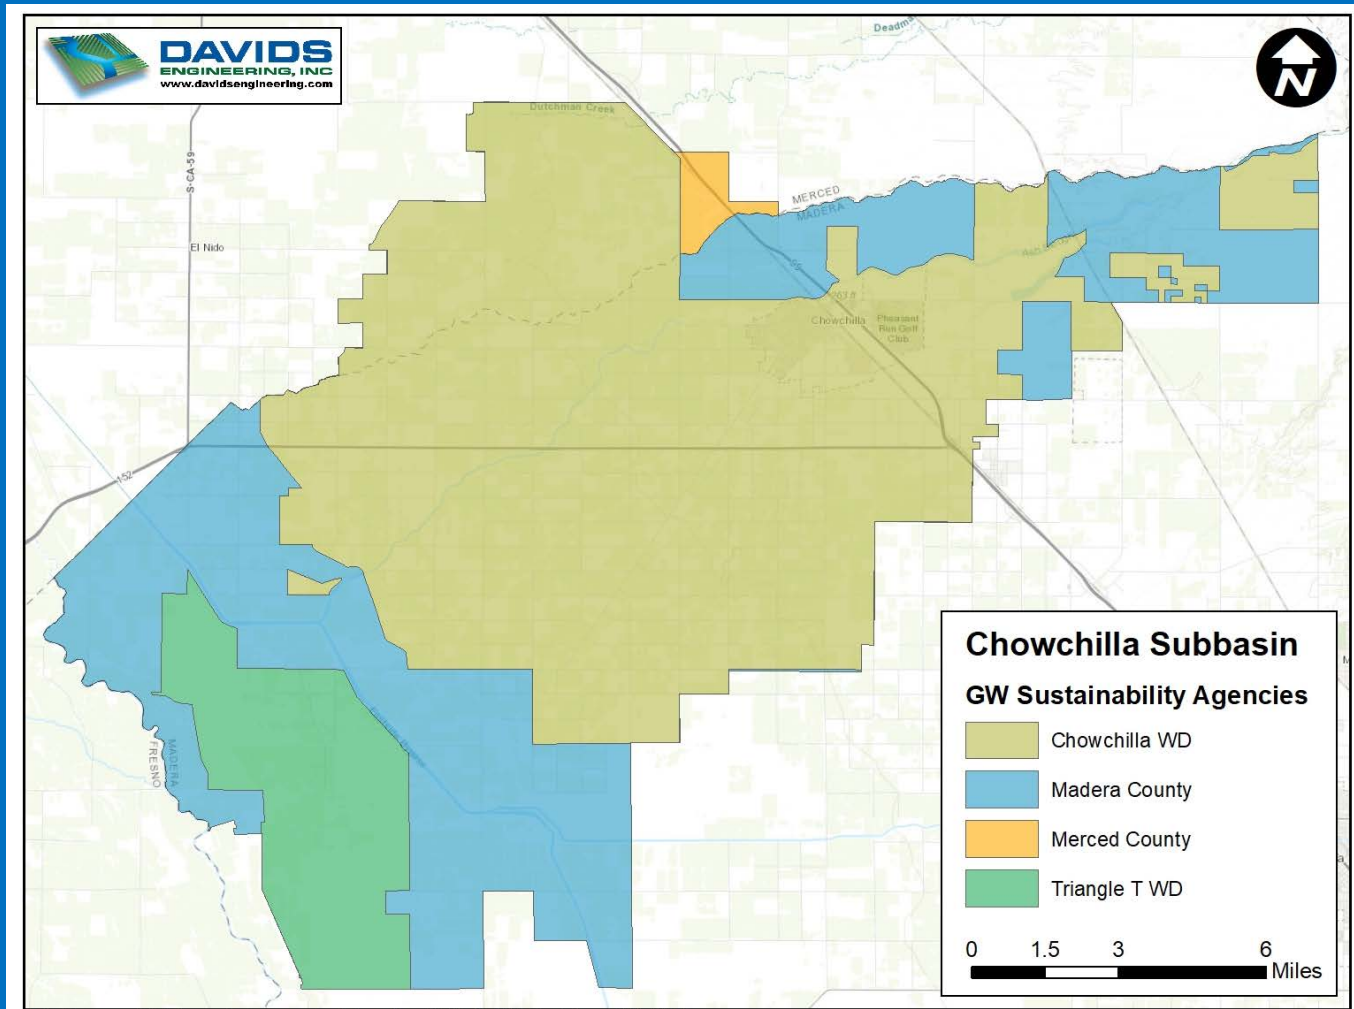 DAVIDS
ENGINEERING, INC
www.davidsengineering.com
N
Dutchman Creek
S-CA-59
MERCED
MADERA
El Nido
Chowchilla
Pheasant
Run Golf
Club
152
MADERA
FRESNO
Chowchilla Subbasin
GW Sustainability Agencies
Chowchilla WD
Madera County
Merced County
Triangle T WD
0 1.5 3 6
Miles